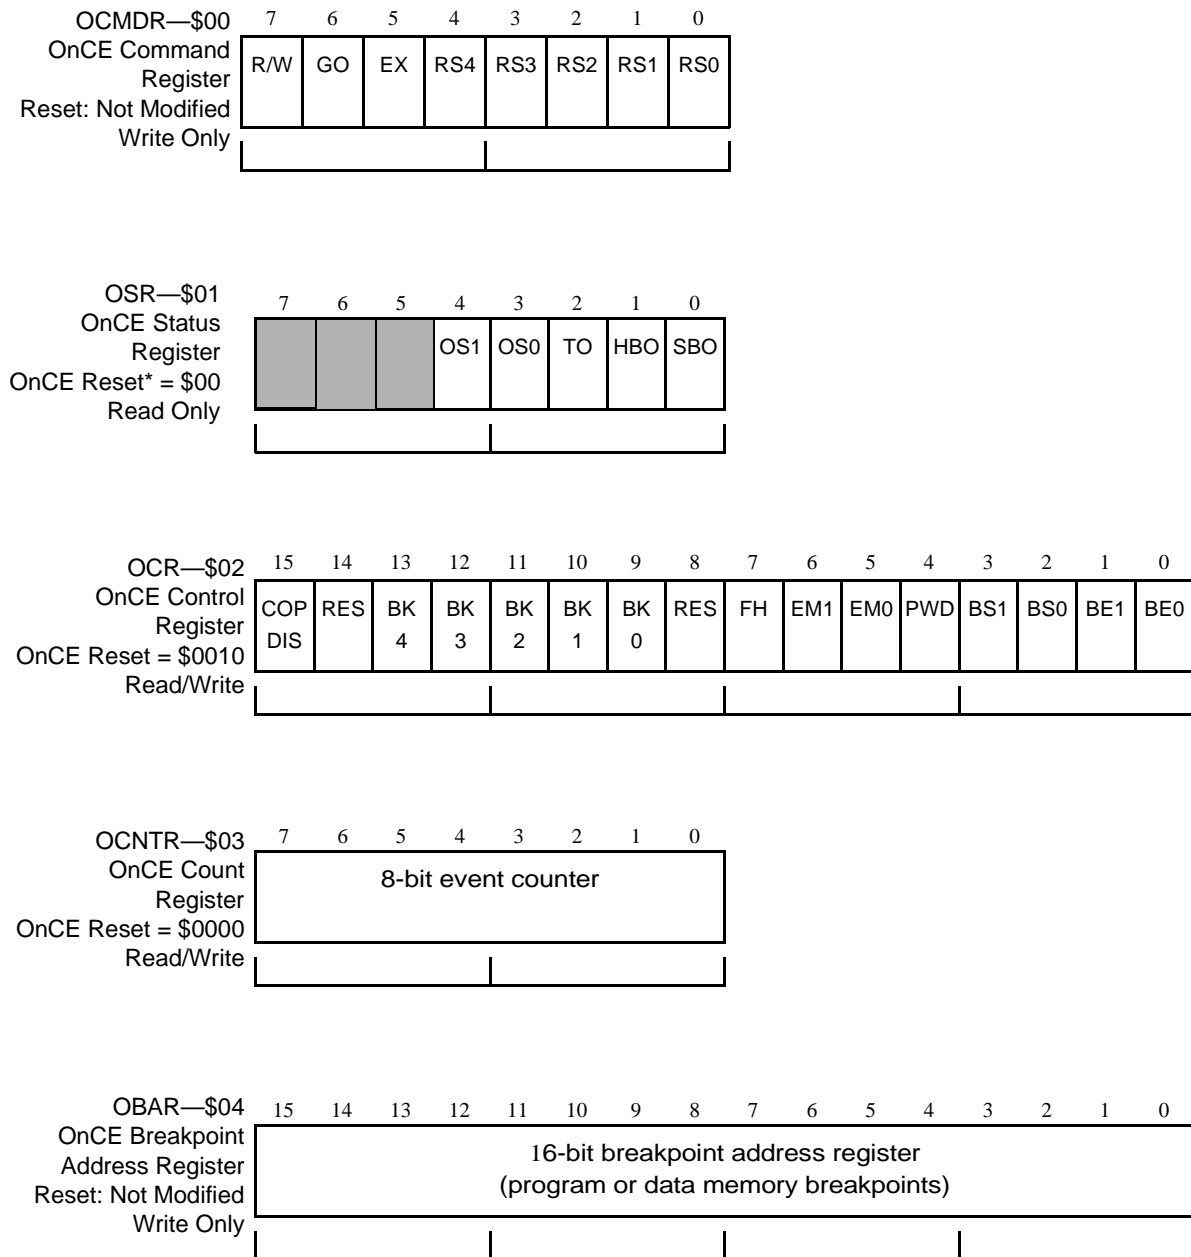 OCMDR—$00 7 6 5 4 3 2 1 0
OnCE Command
Register
Reset: Not Modified
Write Only
R/W GO EX RS4 RS3 RS2 RS1 RS0
OSR—$01 7 6 5 4 3 2 1 0
OnCE Status
Register
OnCE Reset* = $00
Read Only
OS1 OS0 TO HBO SBO
OCR—$02 15 14 13 12 11 10 9 8 7 6 5 4 3 2 1 0
OnCE Control
Register
OnCE Reset = $0010
Read/Write
COP RES BK BK BK BK BK RES FH EM1 EM0 PWD BS1 BS0 BE1 BE0
DIS 4 3 2 1 0
OCNTR—$03 7 6 5 4 3 2 1 0
OnCE Count
Register
OnCE Reset = $0000
Read/Write
8-bit event counter
OBAR—$04 15 14 13 12 11 10 9 8 7 6 5 4 3 2 1 0
OnCE Breakpoint
Address Register
Reset: Not Modified
Write Only
16-bit breakpoint address register
(program or data memory breakpoints)